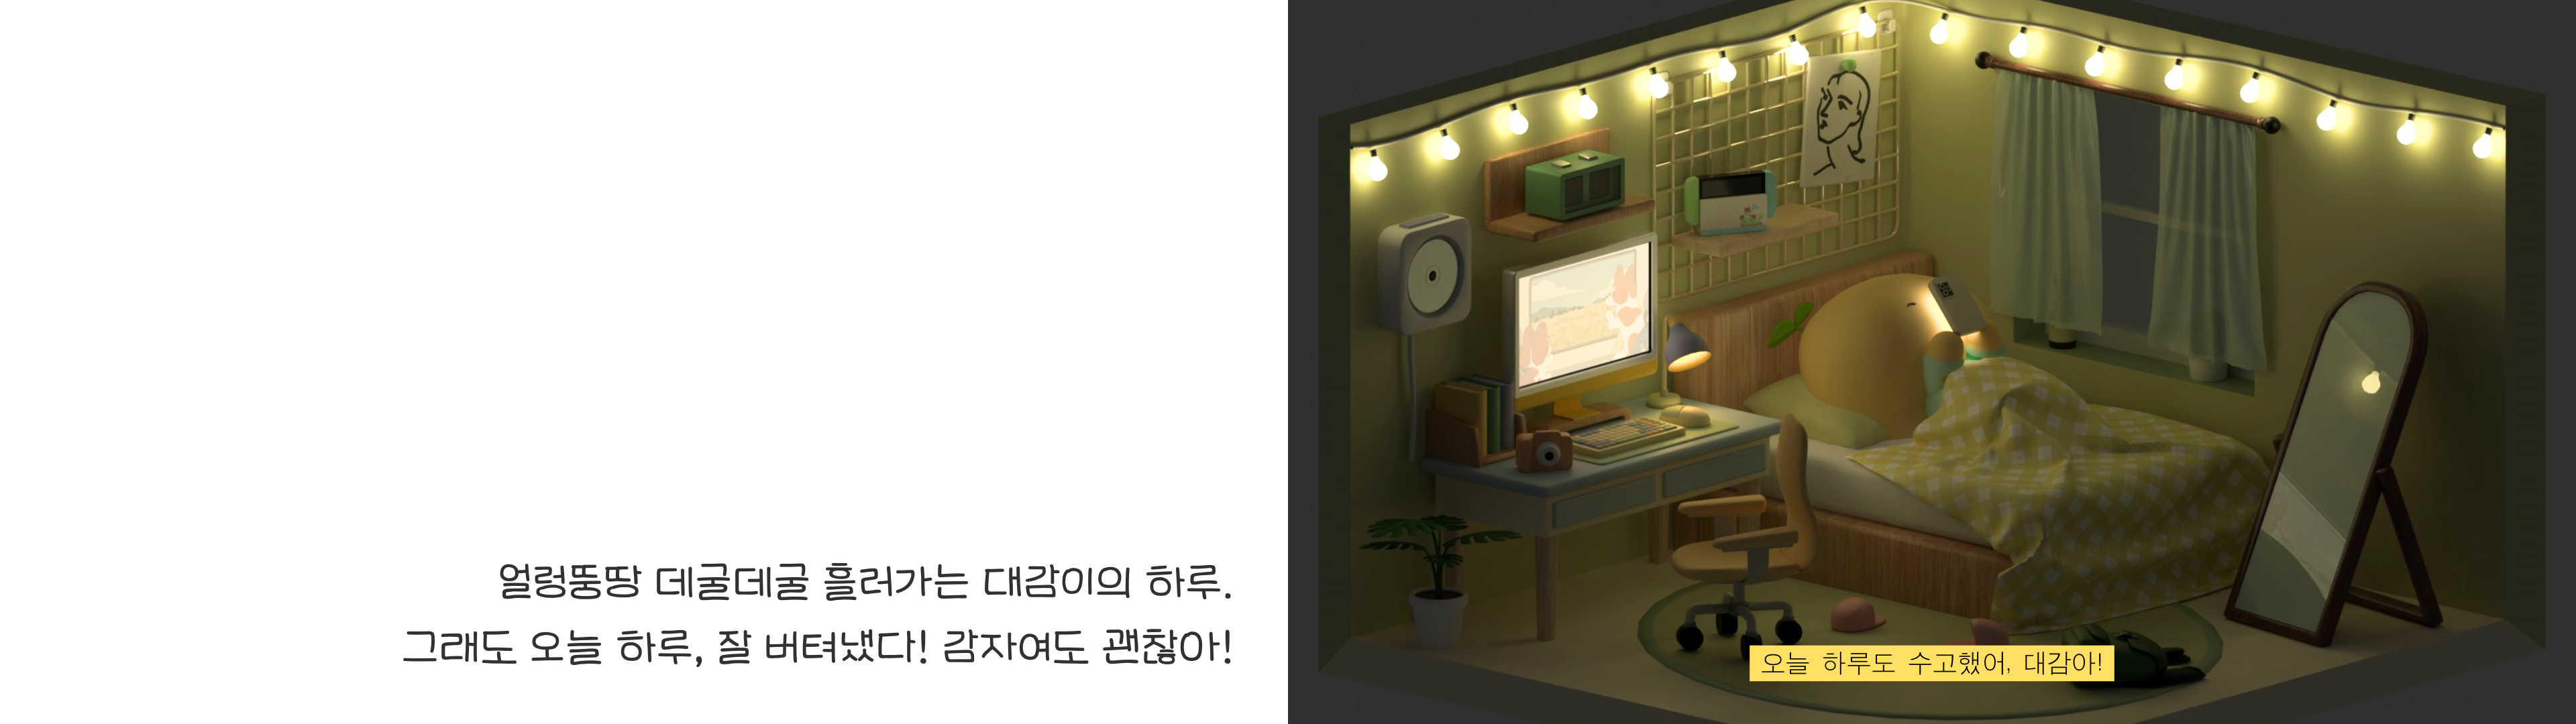 얼렁뚱땅 데굴데굴 흘러가는 대감이의 하루.
그래도 오늘 하루, 잘 버텨냈다! 감자여도 괜찮아!
오늘 하루도 수고했어, 대감아!